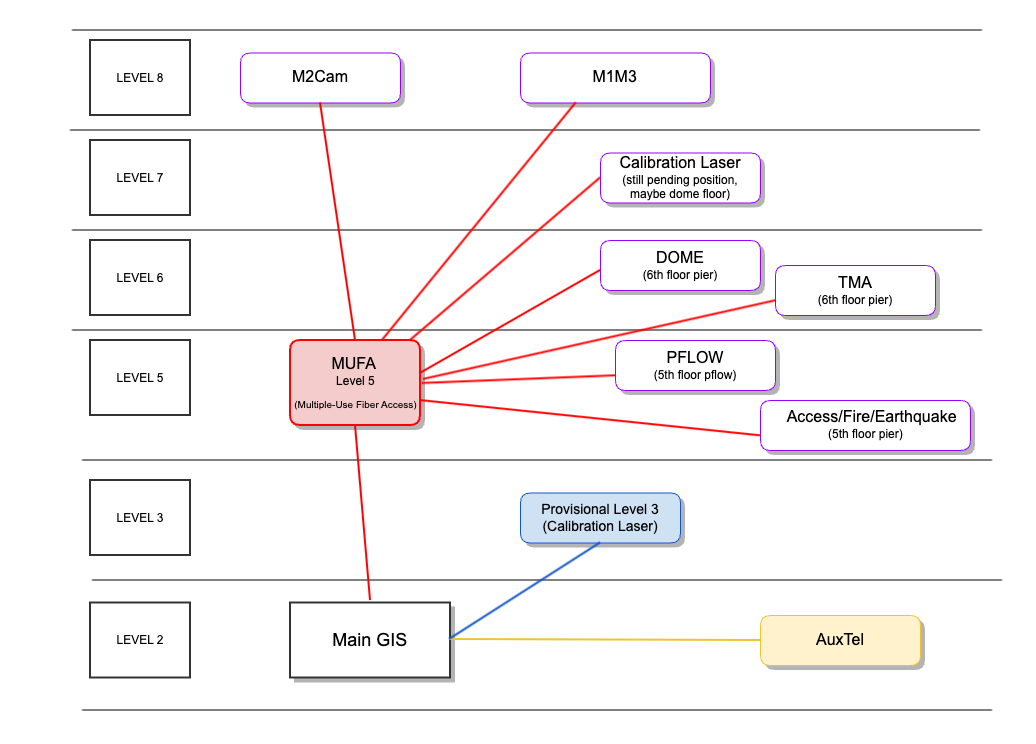 LEVEL 8
M2Cam
M1M3
LEVEL 7
Calibration Laser
(still pending position,
maybe dome floor)
LEVEL 6
DOME
(6th floor pier)
TMA
(6th floor pier)
LEVEL 5
MUFA
Level 5
(Multiple-Use Fiber Access)
PFLOW
(5th floor pflow)
Access/Fire/Earthquake
(5th floor pier)
LEVEL 3
Provisional Level 3
(Calibration Laser)
LEVEL 2
Main GIS
AuxTel